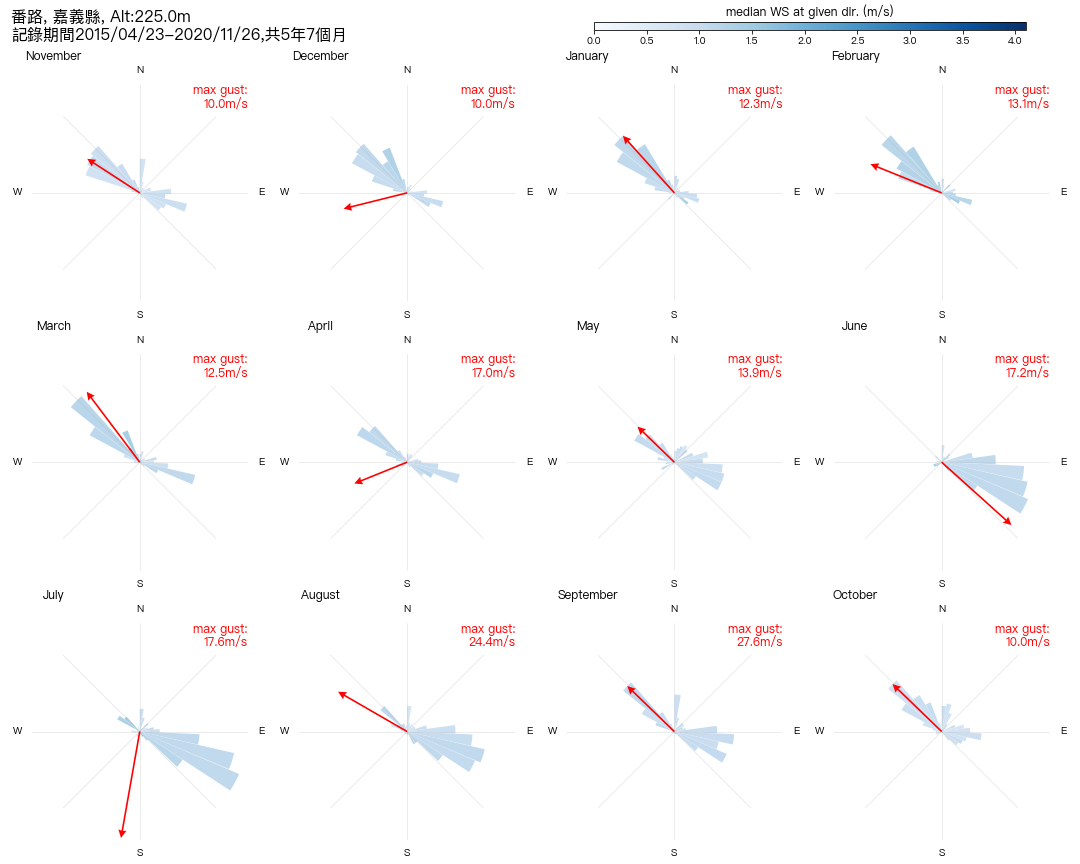 番路, 嘉義縣, Alt:225.0m
記錄期間2015/04/23-2020/11/26,共5年7個月
median WS at given dir. (m/s)
0.0 0.5 1.0 1.5 2.0 2.5 3.0 3.5 4.0
November
N
max gust:
10.0m/s
W E
S
December
N
max gust:
10.0m/s
W E
S
January
N
max gust:
12.3m/s
W E
S
February
N
max gust:
13.1m/s
W E
S
March
N
max gust:
12.5m/s
W E
S
April
N
max gust:
17.0m/s
W E
S
May
N
max gust:
13.9m/s
W E
S
June
N
max gust:
17.2m/s
W E
S
July
N
max gust:
17.6m/s
W E
S
August
N
max gust:
24.4m/s
W E
S
September
N
max gust:
27.6m/s
W E
S
October
N
max gust:
10.0m/s
W E
S